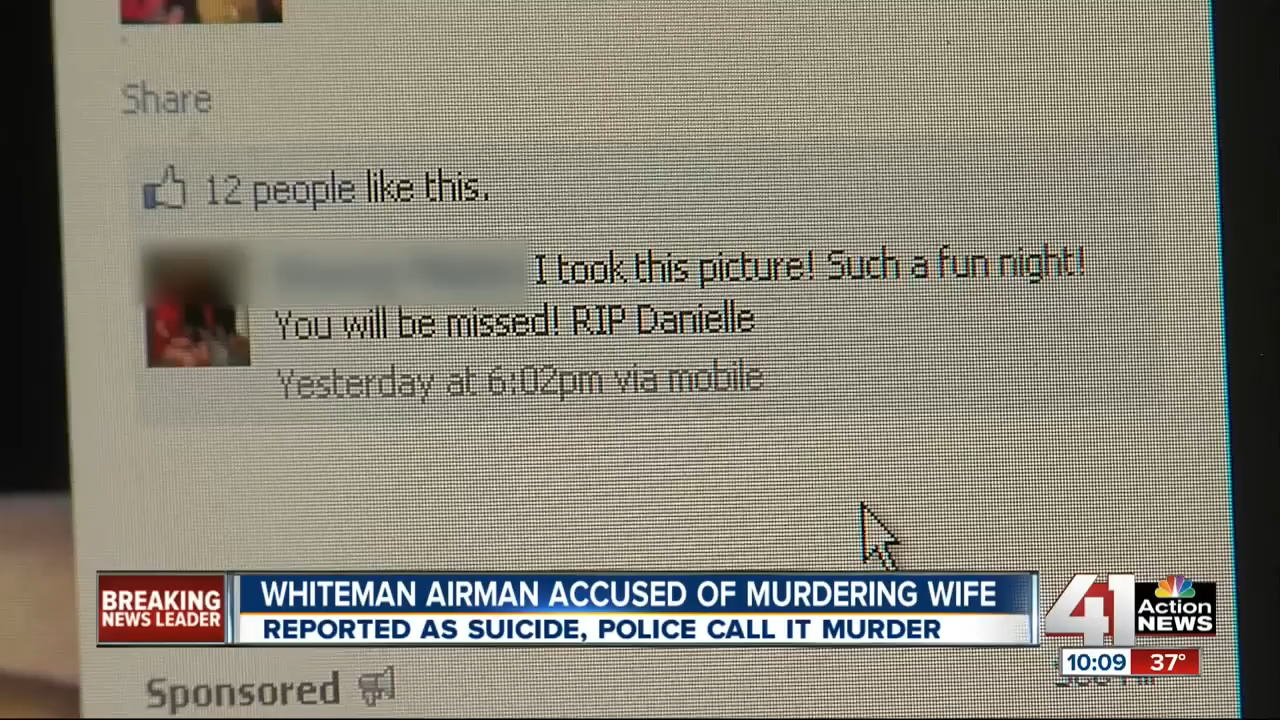 Share
12 people like this.
I took this picture! Such a fun night!
You will be missed! RIP Danielle
Yesterday at 6:02pm via mobile
BREAKING
NEWS LEADER
WHITEMAN AIRMAN ACCUSED OF MURDERING WIFE
REPORTED AS SUICDE, POLICE CALL IT MURDER
41
Action
NEWS
10:09 37°
Sponsored